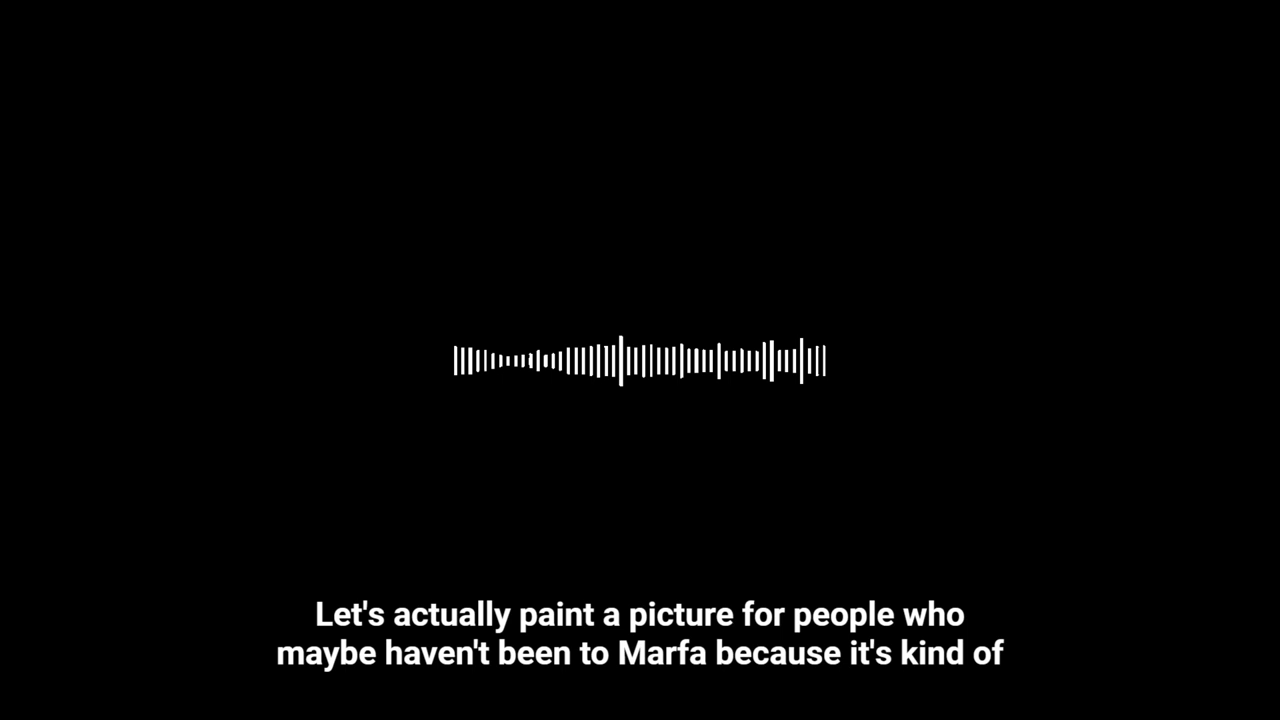 Let's actually paint a picture for people who
maybe haven't been to Marfa because it's kind of